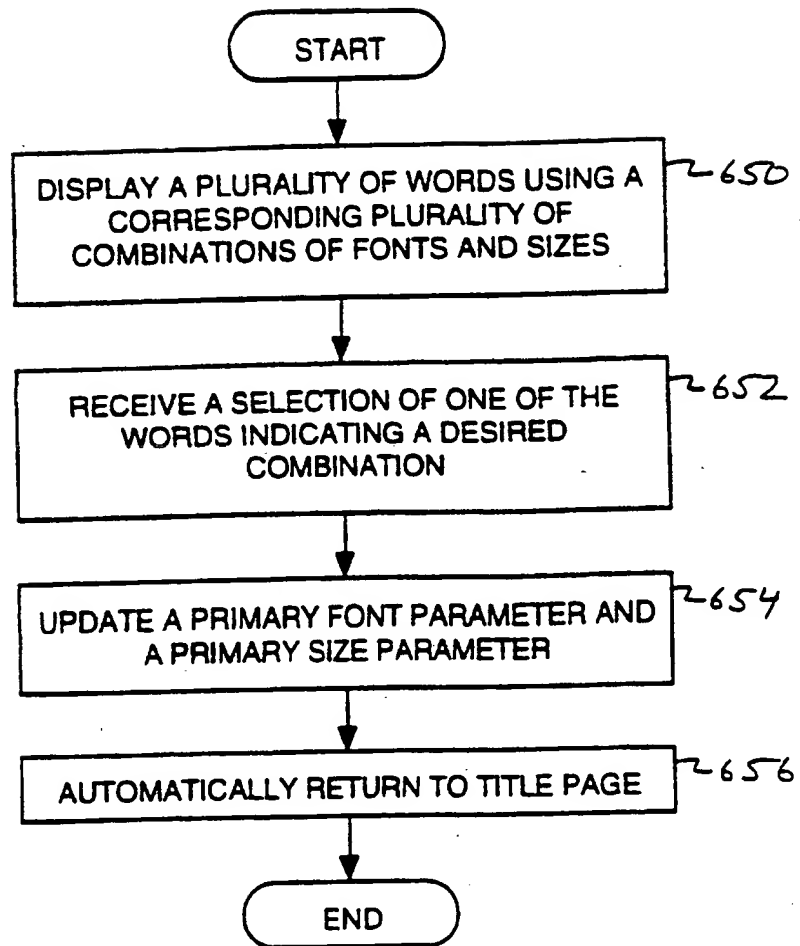 START
DISPLAY A PLURALITY OF WORDS USING A
CORRESPONDING PLURALITY OF
COMBINATIONS OF FONTS AND SIZES
650
RECEIVE A SELECTION OF ONE OF THE
WORDS INDICATING A DESIRED
COMBINATION
652
UPDATE A PRIMARY FONT PARAMETER AND
A PRIMARY SIZE PARAMETER
654
AUTOMATICALLY RETURN TO TITLE PAGE
656
END